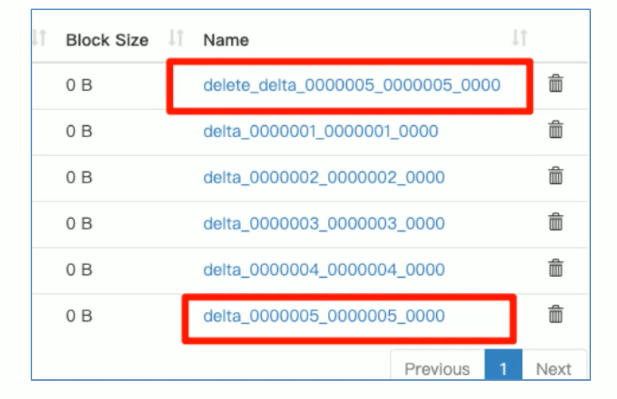 Block Size Name
0 B delete_delta_0000005_0000005_0000
0 B delta_0000001_0000001_0000
0 B delta_0000002_0000002_0000
0 B delta_0000003_0000003_0000
0 B delta_0000004_0000004_0000
0 B delta_0000005_0000005_0000
Previous 1 Next